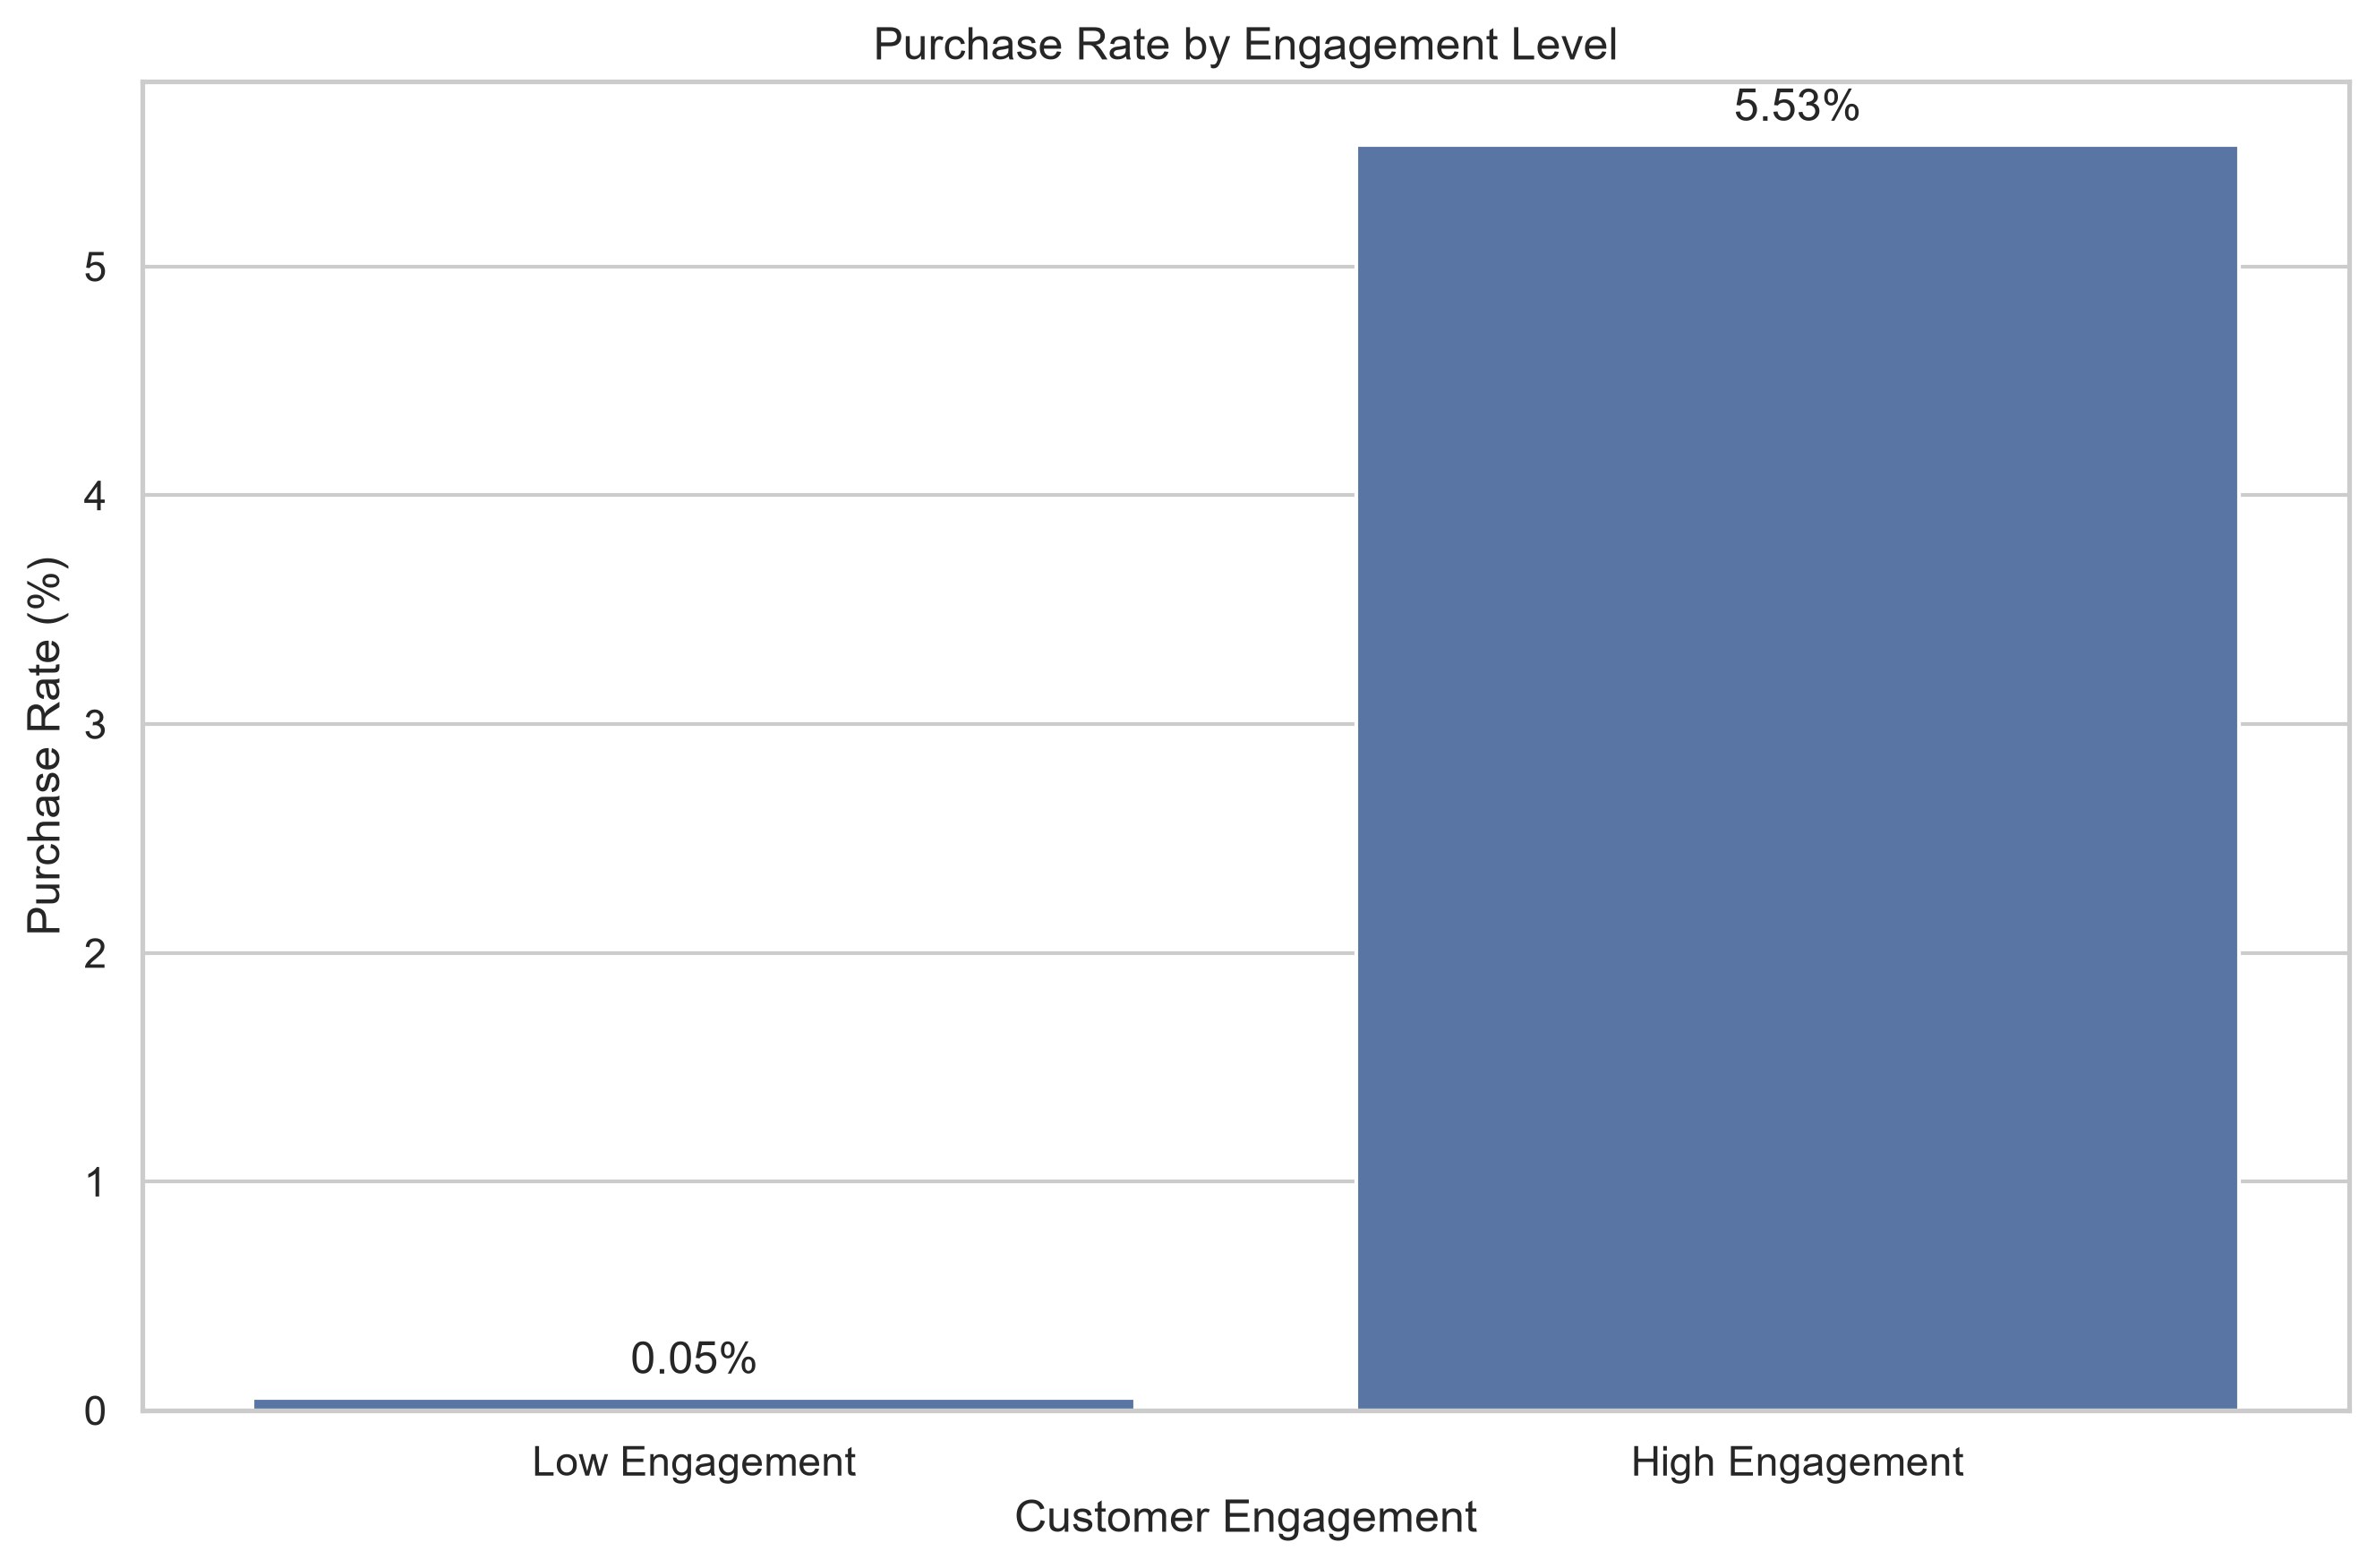 Purchase Rate by Engagement Level
5.53%
5
4
3
2
1
0
Purchase Rate (%)
0.05%
Low Engagement
High Engagement
Customer Engagement